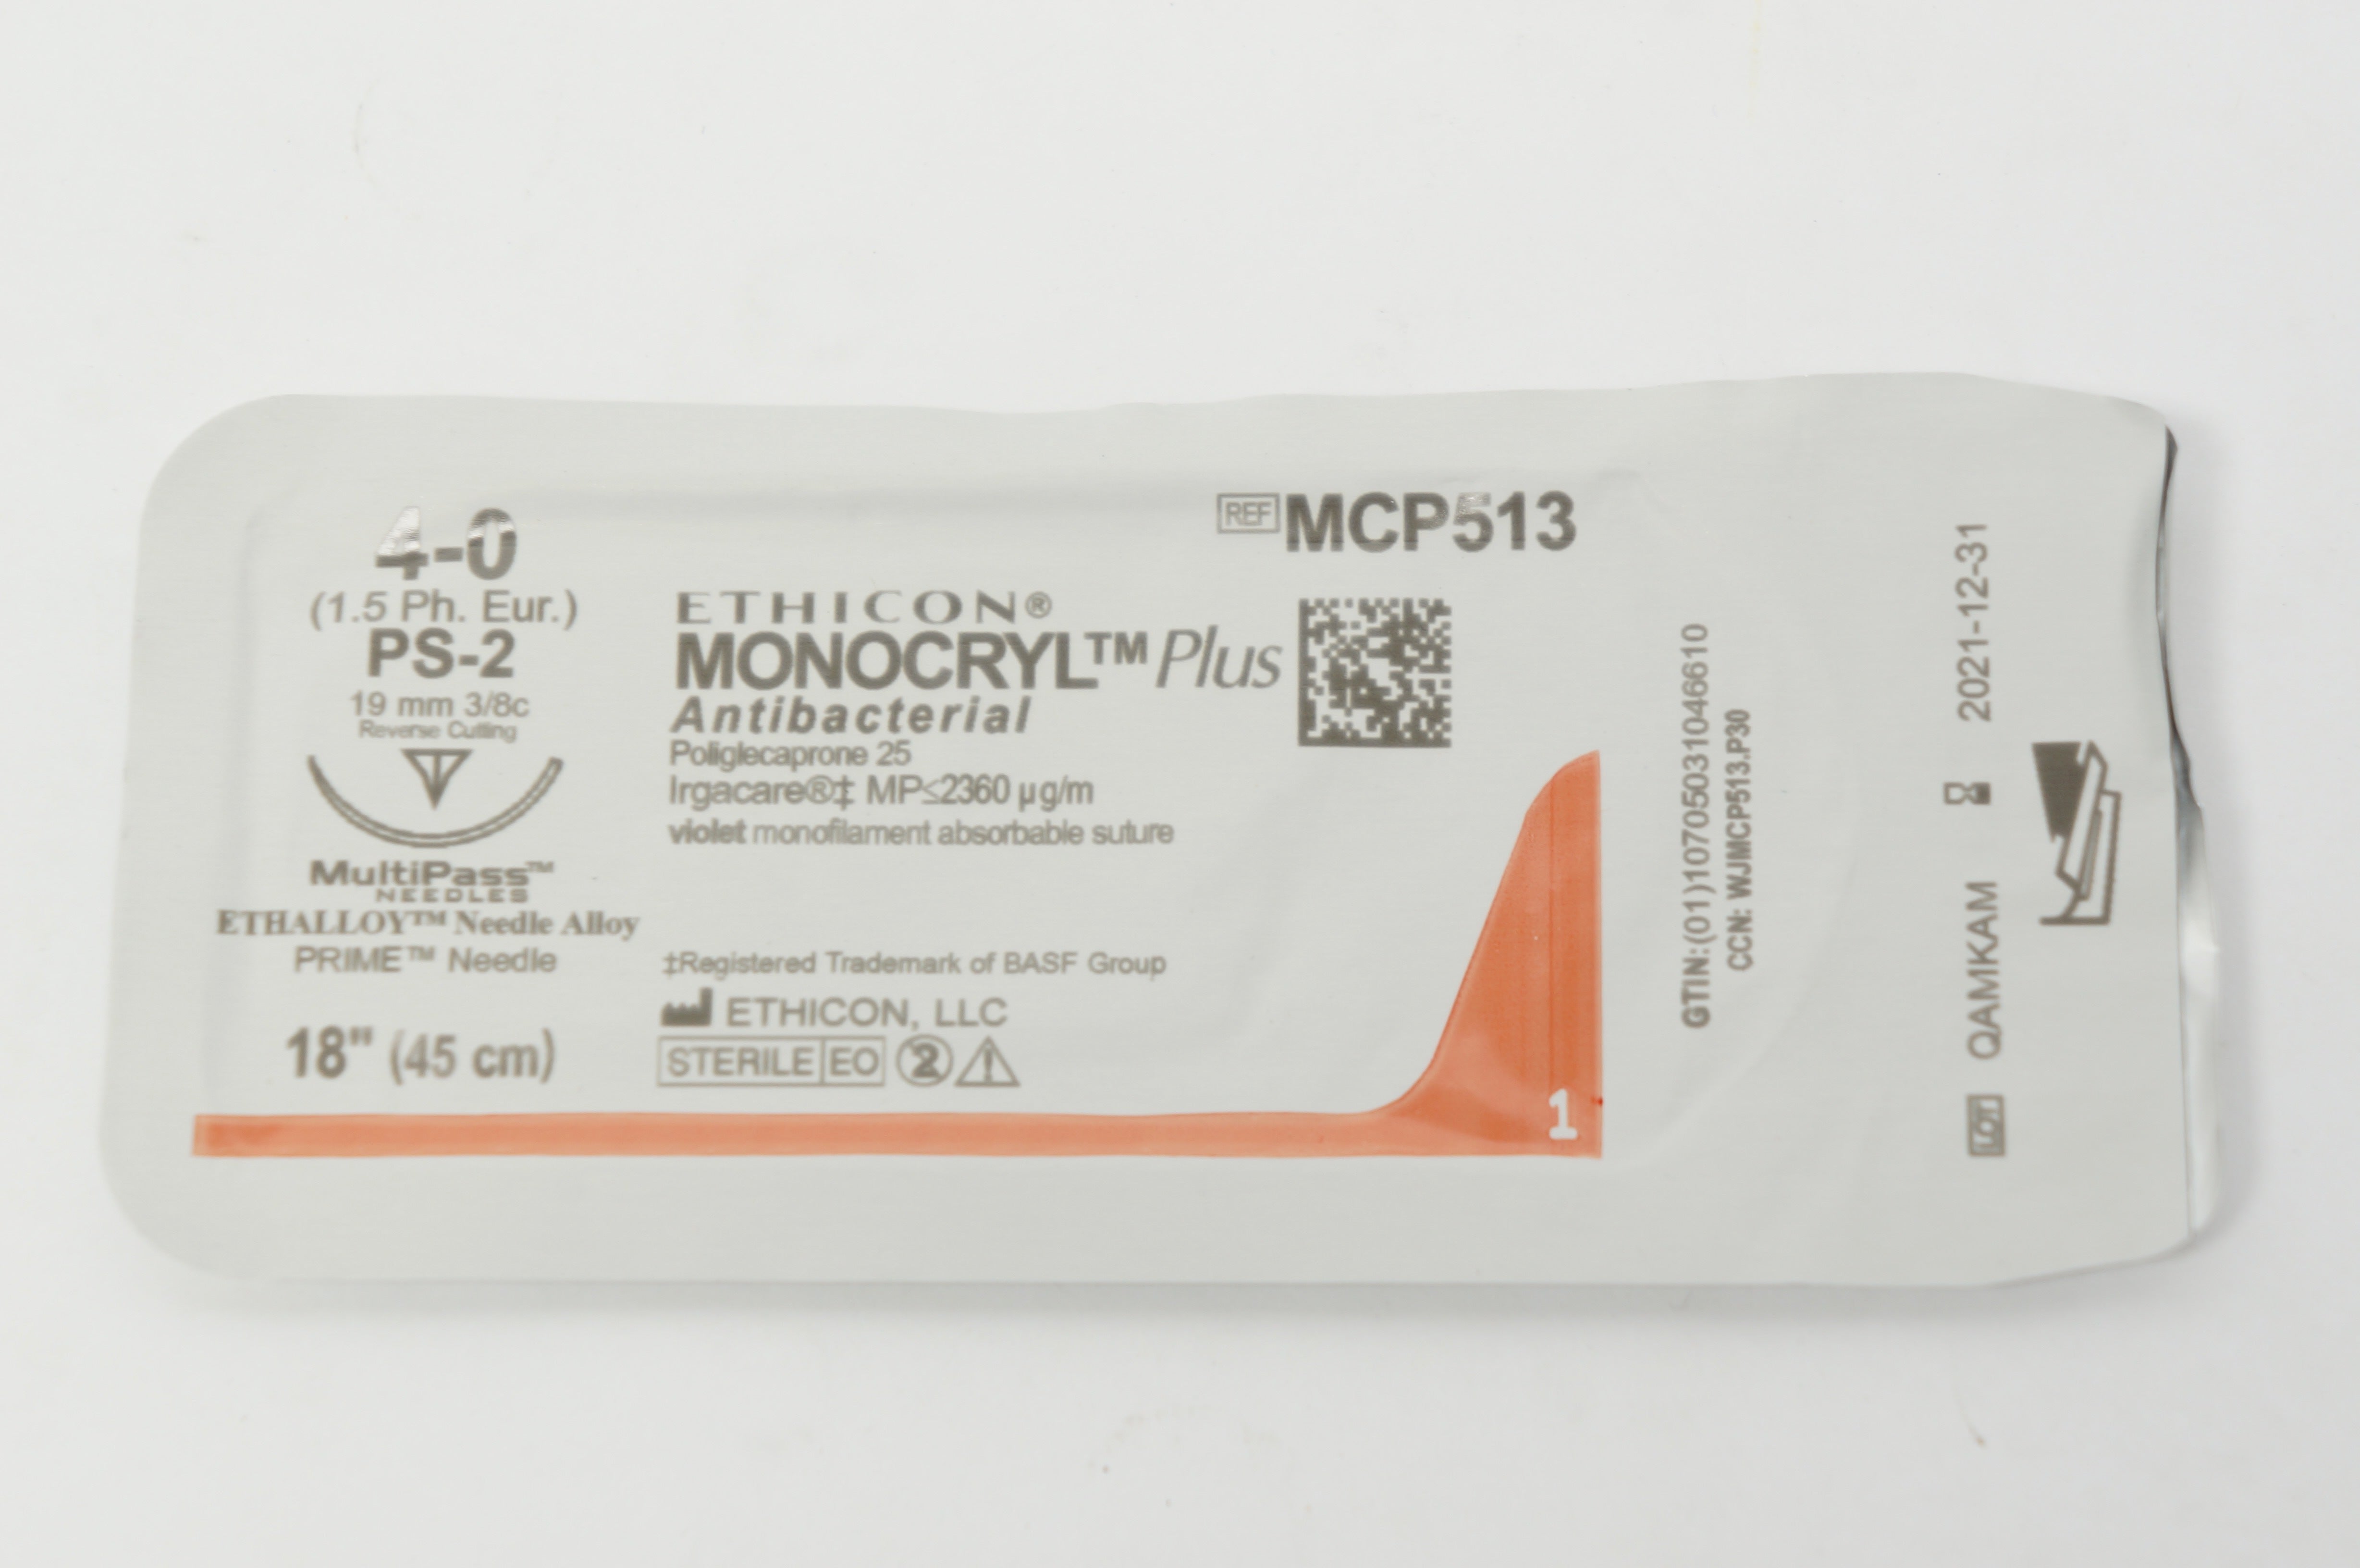 4-0
(1.5 Ph. Eur.)
PS-2
19 mm 3/8c
Reverse Cutting
MultiPass™
NEEDLES
ETHALLOY™ Needle Alloy
PRIME™ Needle
18" (45 cm)
REF MCP513
ETHICON®
MONOCRYL™ Plus
Antibacterial
Poliglecaprone 25
Irgacare®‡ MP≤2360 µg/m
violet monofilament absorbable suture
‡Registered Trademark of BASF Group
ETHICON, LLC
STERILE EO 2
1
GTIN:(01)10705031046610
CCN: WJMCP513.P30
LOT QAMKAM 2021-12-31